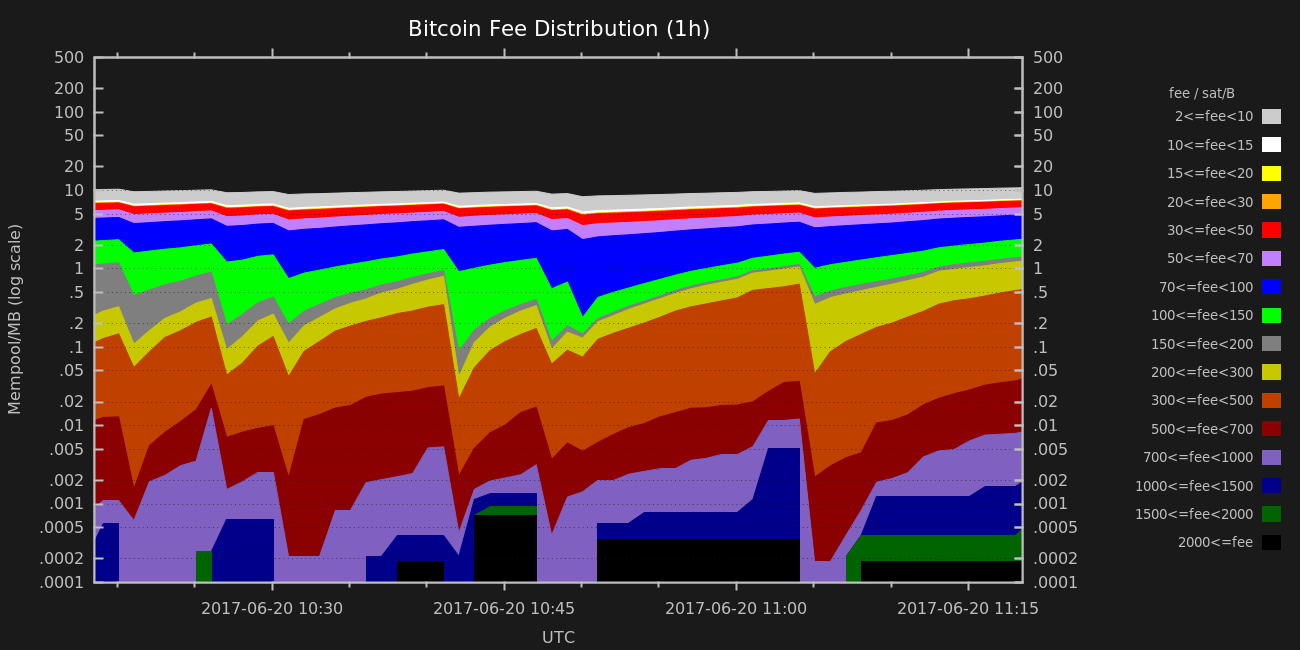 Bitcoin Fee Distribution (1h)
500
200
100
50
20
10
5
2
1
.5
.2
.1
.05
.02
.01
.005
.002
.001
.0005
.0002
.0001
Mempool/MB (log scale)
500
200
100
50
20
10
5
2
1
.5
.2
.1
.05
.02
.01
.005
.002
.001
.0005
.0002
.0001
2017-06-20 10:30
2017-06-20 10:45
2017-06-20 11:00
2017-06-20 11:15
UTC
fee / sat/B
2<=fee<10
10<=fee<15
15<=fee<20
20<=fee<30
30<=fee<50
50<=fee<70
70<=fee<100
100<=fee<150
150<=fee<200
200<=fee<300
300<=fee<500
500<=fee<700
700<=fee<1000
1000<=fee<1500
1500<=fee<2000
2000<=fee